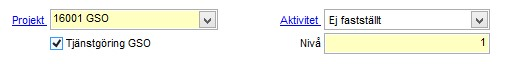 Projekt 16001 GSO Aktivitet Ej fastställt
Tjänstgöring GSO Nivå 1